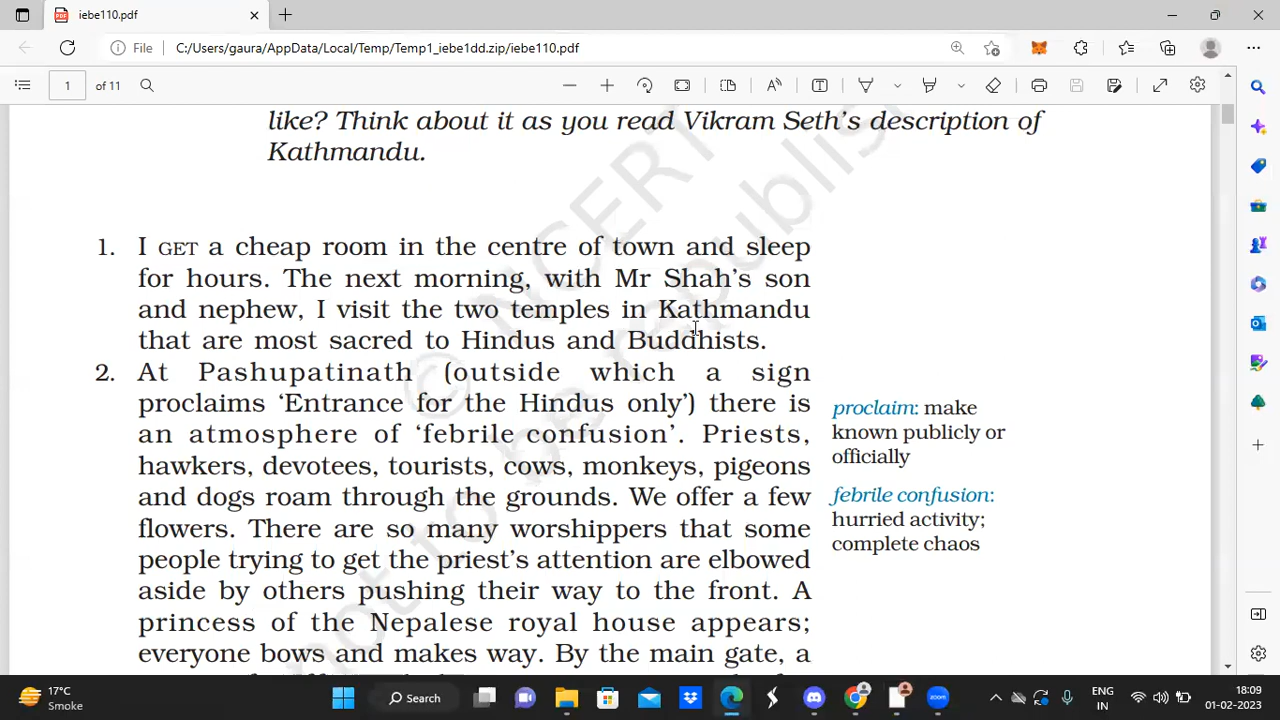 iebe110.pdf
File
C:/Users/gaura/AppData/Local/Temp/Temp1_iebe1dd.zip/iebe110.pdf
1 of 11
like? Think about it as you read Vikram Seth's description of
Kathmandu.
1. I GET a cheap room in the centre of town and sleep
for hours. The next morning, with Mr Shah's son
and nephew, I visit the two temples in Kathmandu
that are most sacred to Hindus and Buddhists.
2. At Pashupatinath (outside which a sign
proclaims 'Entrance for the Hindus only') there is
an atmosphere of 'febrile confusion'. Priests,
hawkers, devotees, tourists, cows, monkeys, pigeons
and dogs roam through the grounds. We offer a few
flowers. There are so many worshippers that some
people trying to get the priest's attention are elbowed
aside by others pushing their way to the front. A
princess of the Nepalese royal house appears;
everyone bows and makes way. By the main gate, a
proclaim: make
known publicly or
officially
febrile confusion:
hurried activity;
complete chaos
© NCERT
not to be republis
17°C
Smoke
Search
ENG
IN
18:09
01-02-2023